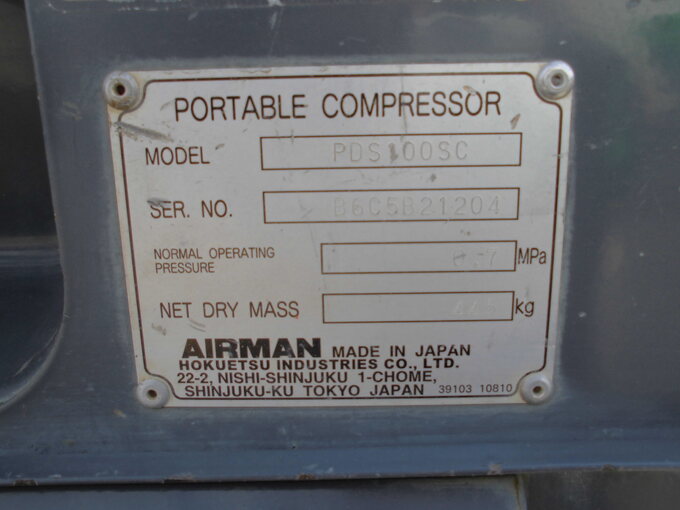 PORTABLE COMPRESSOR
MODEL PDS100SC
SER. NO. B6C5B21204
NORMAL OPERATING
PRESSURE MPa
NET DRY MASS kg
AIRMAN MADE IN JAPAN
HOKUETSU INDUSTRIES CO., LTD.
22-2, NISHI-SHINJUKU 1-CHOME,
SHINJUKU-KU TOKYO JAPAN 39103 10810